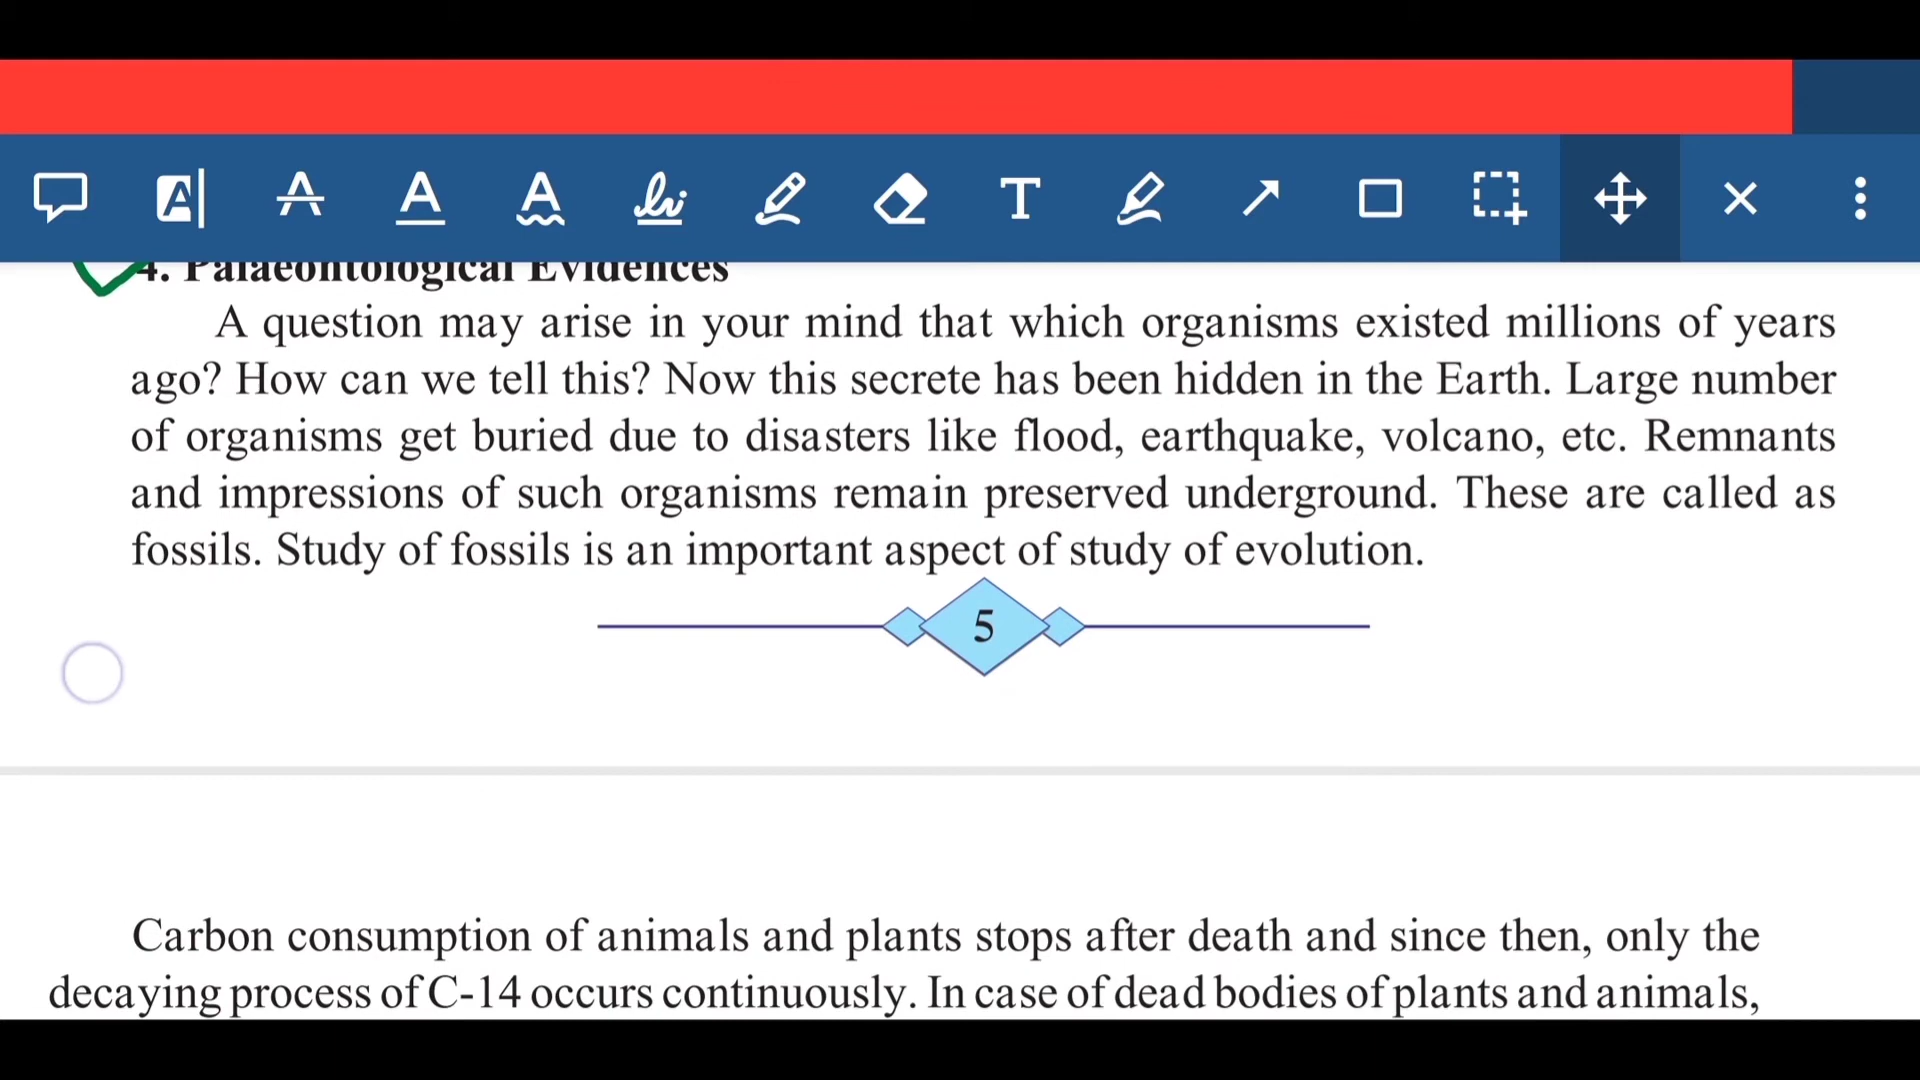 4. Palaeontological Evidences
A question may arise in your mind that which organisms existed millions of years
ago? How can we tell this? Now this secrete has been hidden in the Earth. Large number
of organisms get buried due to disasters like flood, earthquake, volcano, etc. Remnants
and impressions of such organisms remain preserved underground. These are called as
fossils. Study of fossils is an important aspect of study of evolution.
5
Carbon consumption of animals and plants stops after death and since then, only the
decaying process of C-14 occurs continuously. In case of dead bodies of plants and animals,